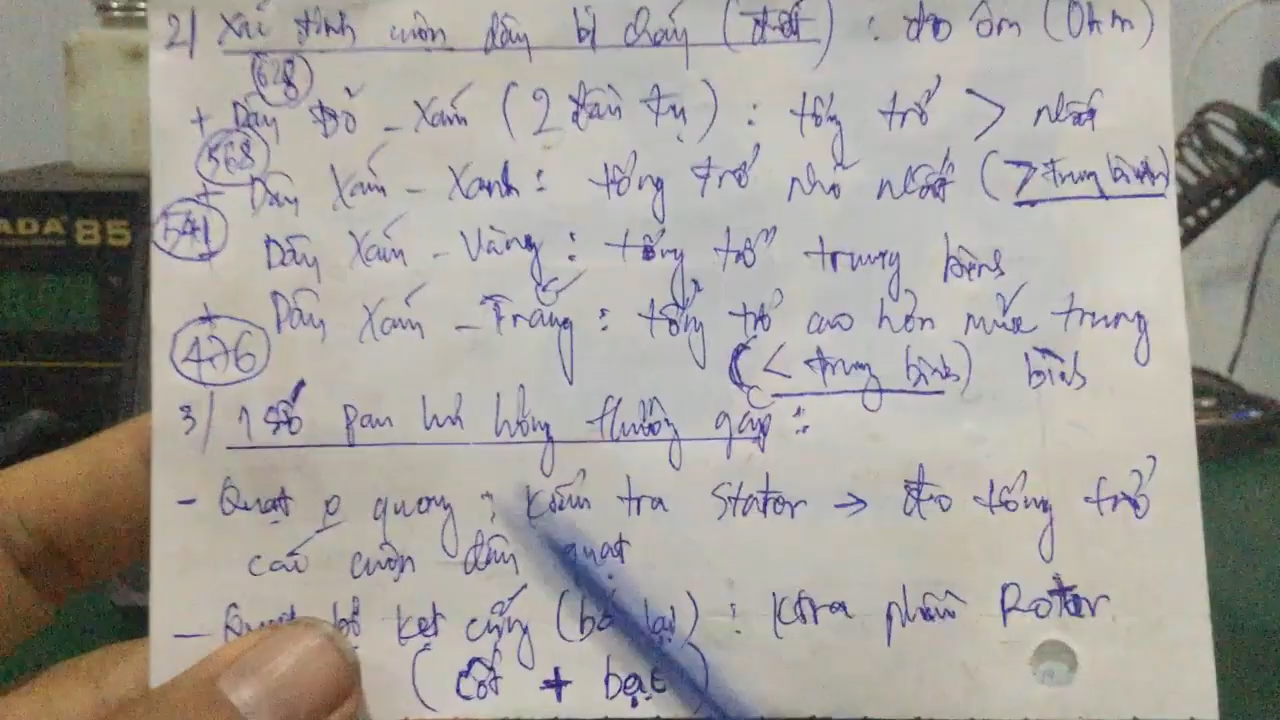 2/ Xác định cuộn dây bị cháy (đứt) : đo ôm (Ohm)
628
+ Dây Đỏ - Xám (2 đầu tụ) : tổng trở > nhất
568
+ Dây Xám - Xanh : tổng trở nhỏ nhất (> trung bình)
541
+ Dây Xám - Vàng : tổng trở trung bình
+ Dây Xám - Trắng : tổng trở cao hơn mức trung
476
(< trung bình) bình
3/ 1 số pan hư hỏng thường gặp :
- Quạt o quay : kiểm tra Stator → đo tổng trở
các cuộn dây quạt
- Quạt bị kẹt cứng (bó lại) : Ktra phần Rotor
(Cốt + bạc)
ADA 85